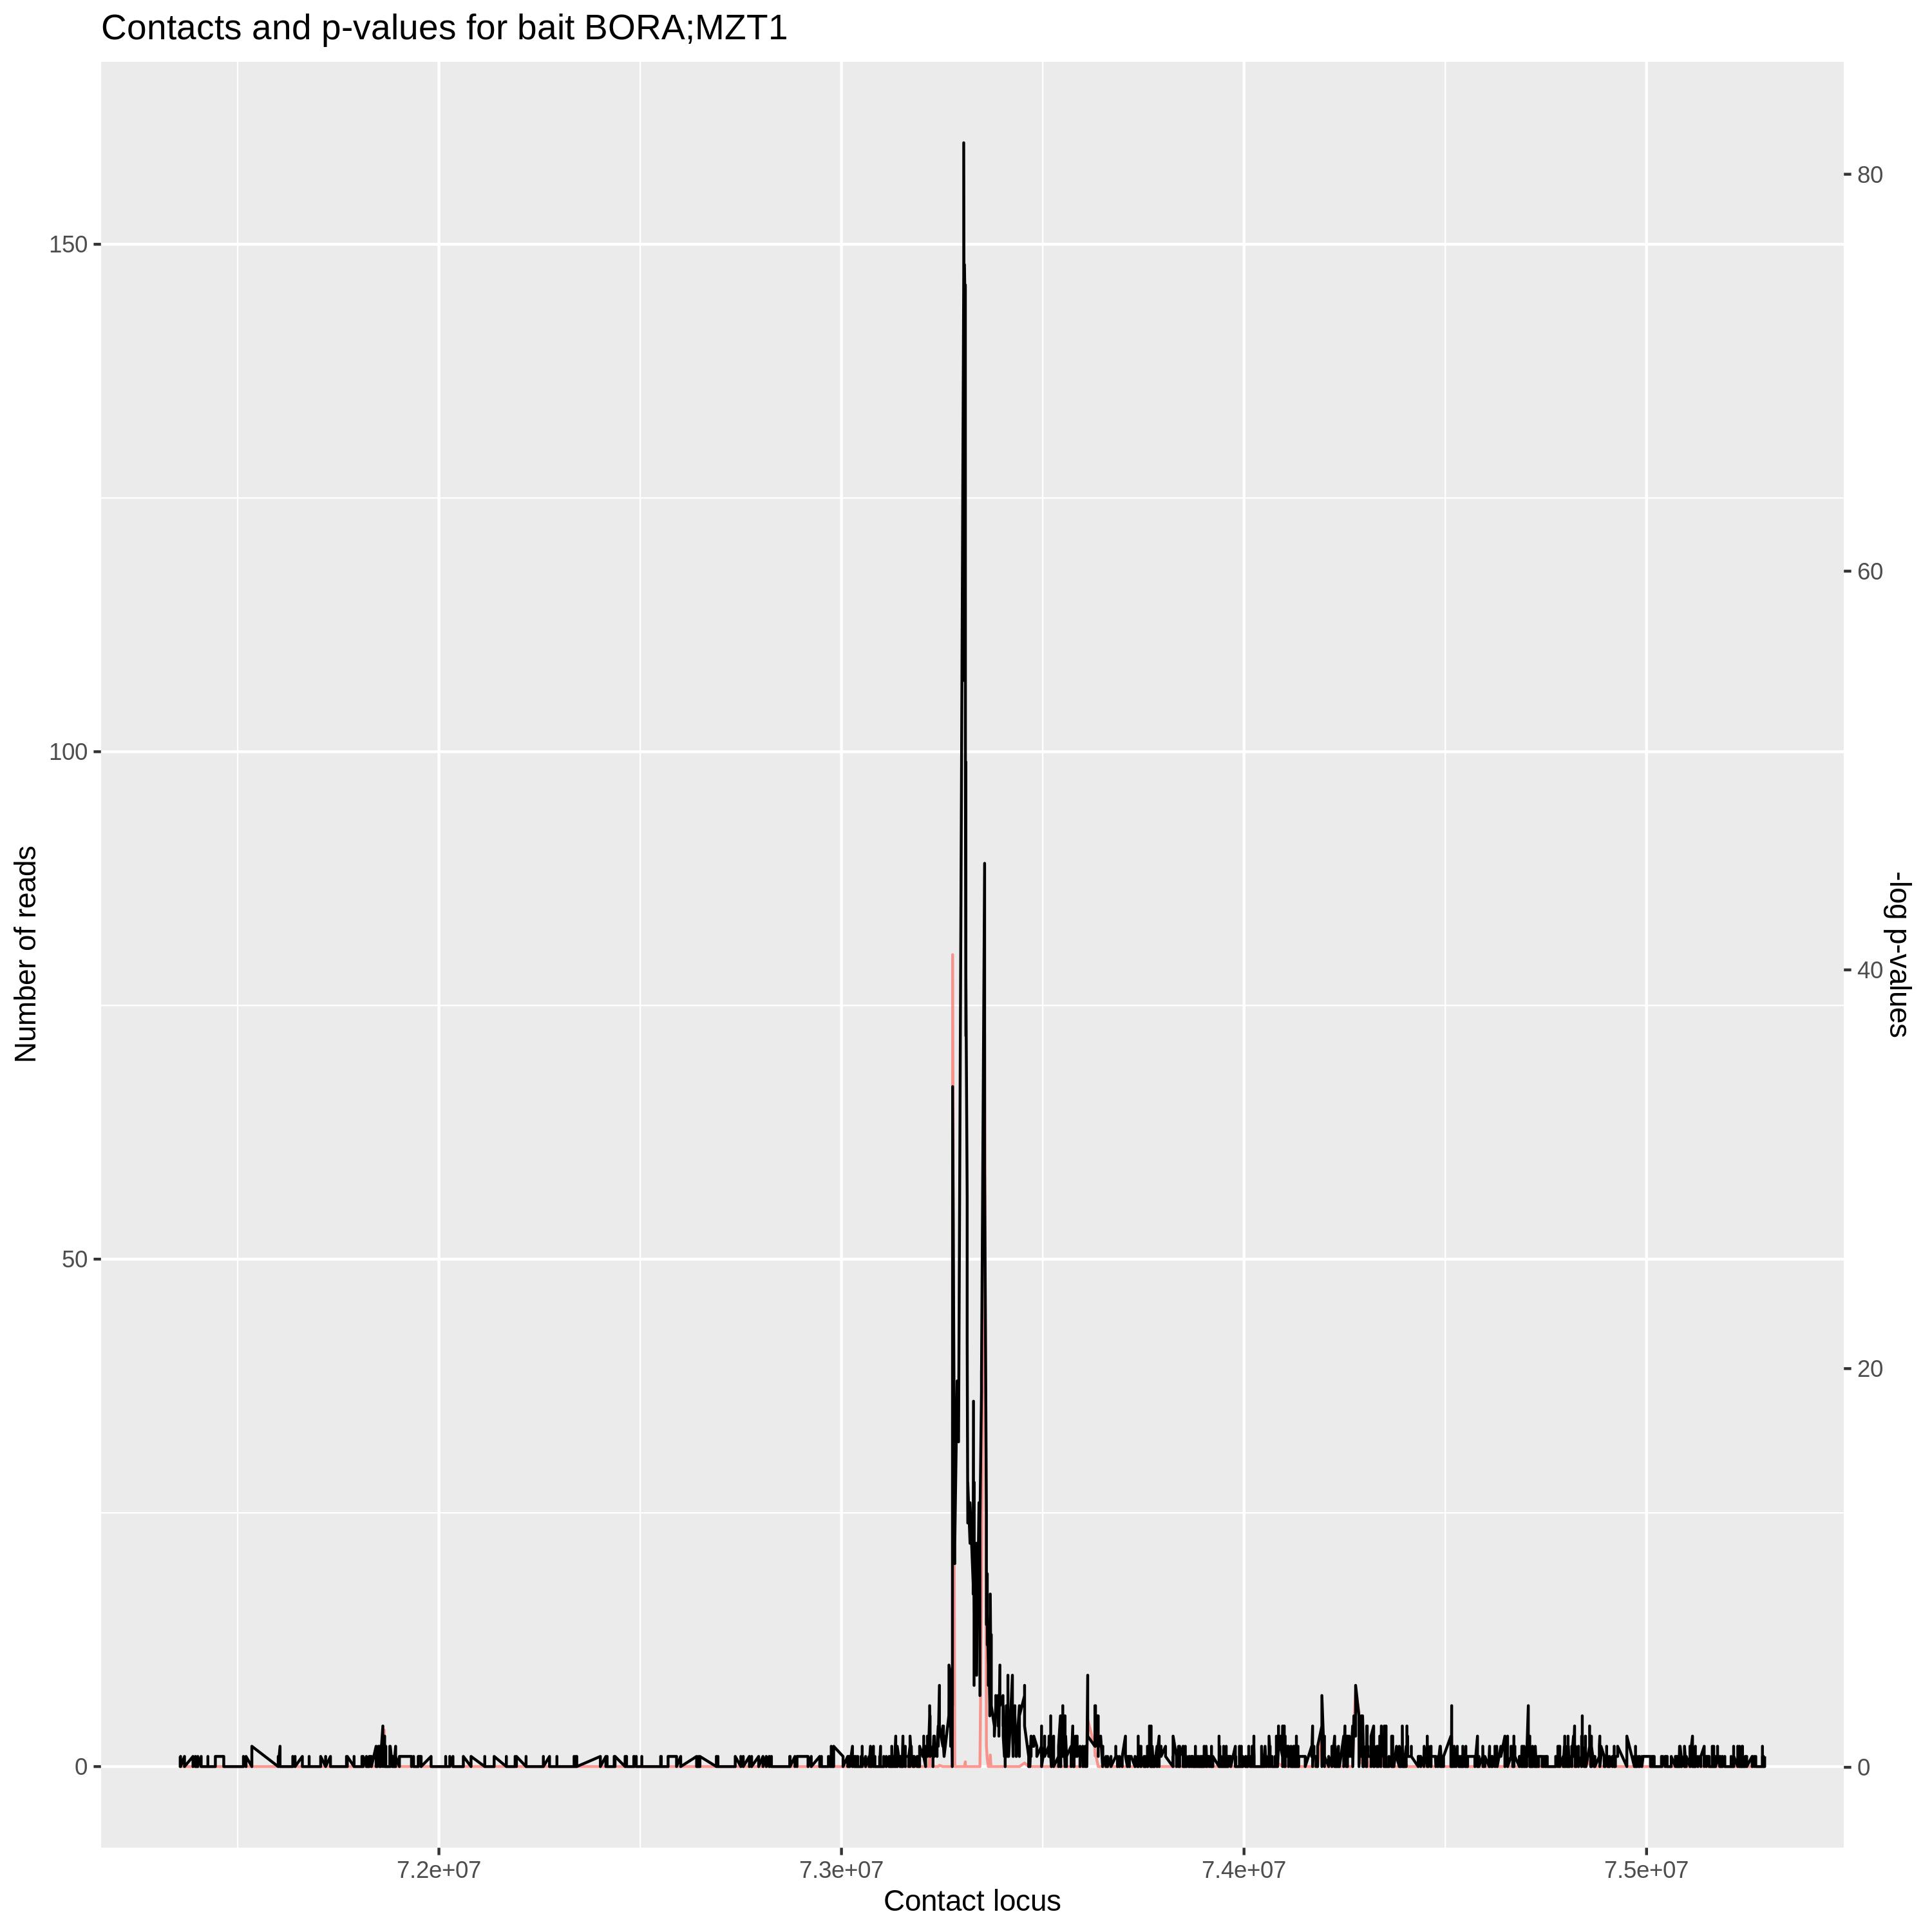 Contacts and p-values for bait BORA;MZT1
150
100
50
0
Number of reads
80
60
40
20
0
-log p-values
7.2e+07
7.3e+07
7.4e+07
7.5e+07
Contact locus